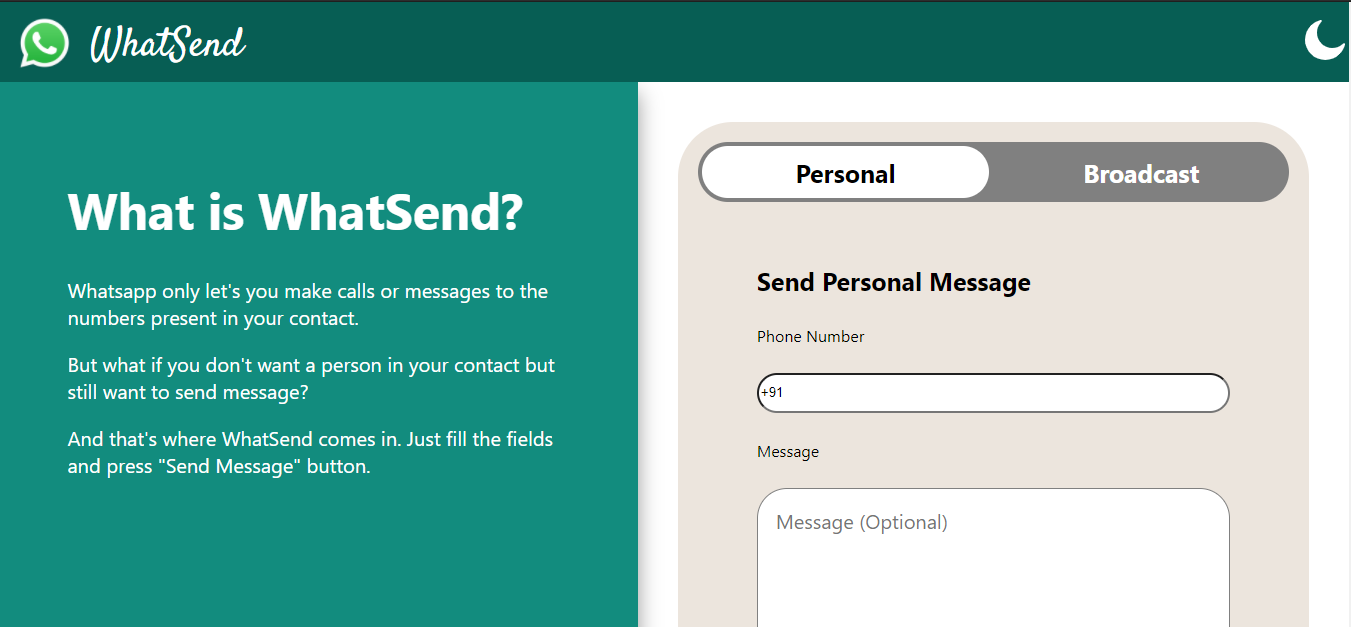 WhatSend
What is WhatSend?
Whatsapp only let's you make calls or messages to the
numbers present in your contact.
But what if you don't want a person in your contact but
still want to send message?
And that's where WhatSend comes in. Just fill the fields
and press "Send Message" button.
Personal
Broadcast
Send Personal Message
Phone Number
+91
Message
Message (Optional)